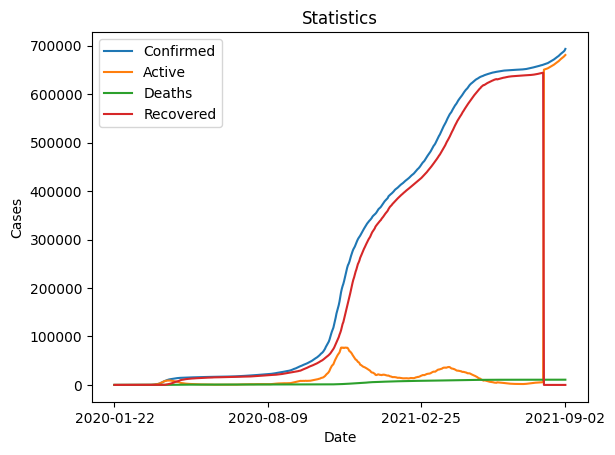 Statistics
Confirmed
Active
Deaths
Recovered
700000
600000
500000
400000
300000
200000
100000
0
Cases
2020-01-22 2020-08-09 2021-02-25 2021-09-02
Date